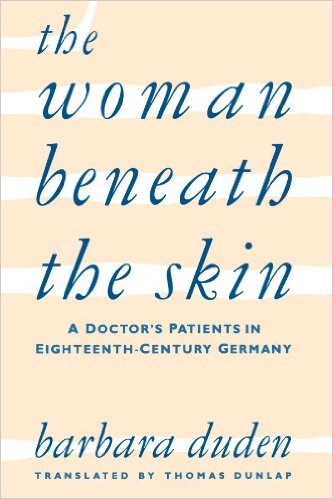 the
woman
beneath
the skin
A DOCTOR'S PATIENTS IN
EIGHTEENTH-CENTURY GERMANY
barbara duden
TRANSLATED BY THOMAS DUNLAP